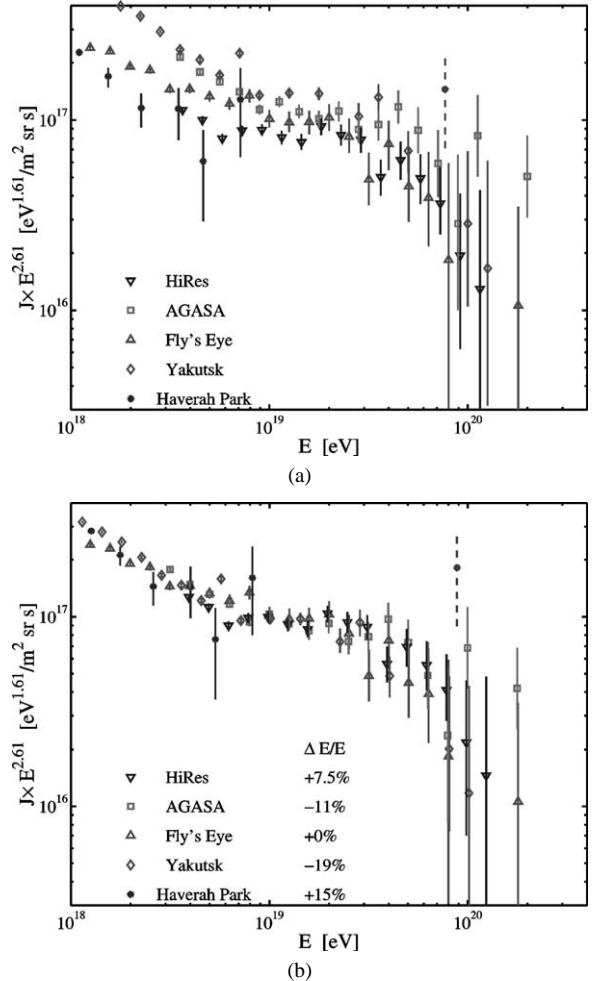 J× E^2.61 [eV^1.61/m^2 sr s]
10^17
10^16
HiRes
AGASA
Fly's Eye
Yakutsk
Haverah Park
10^18
10^19
10^20
E [eV]
(a)
J× E^2.61 [eV^1.61/m^2 sr s]
10^17
10^16
Δ E/E
HiRes +7.5%
AGASA −11%
Fly's Eye +0%
Yakutsk −19%
Haverah Park +15%
10^18
10^19
10^20
E [eV]
(b)